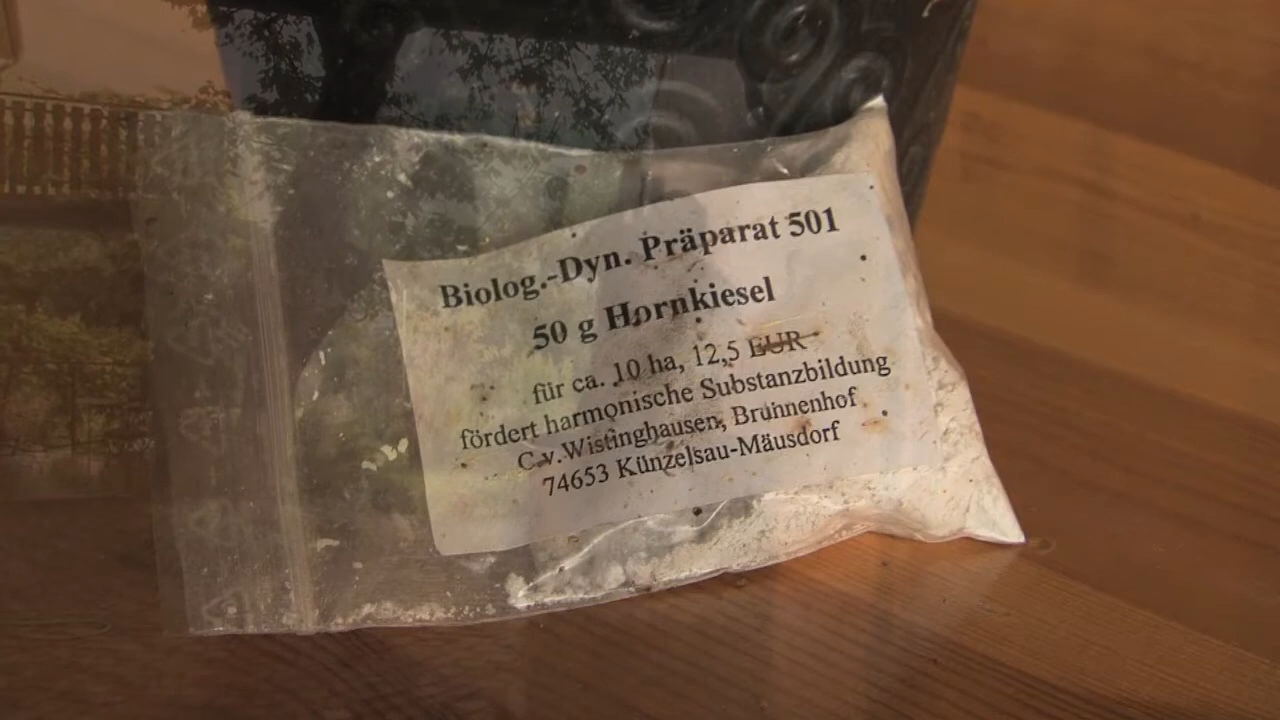 Biolog.-Dyn. Präparat 501
50 g Hornkiesel
für ca. 10 ha, 12,5 EUR
fördert harmonische Substanzbildung
C.v.Wistinghausen, Brunnenhof
74653 Künzelsau-Mäusdorf